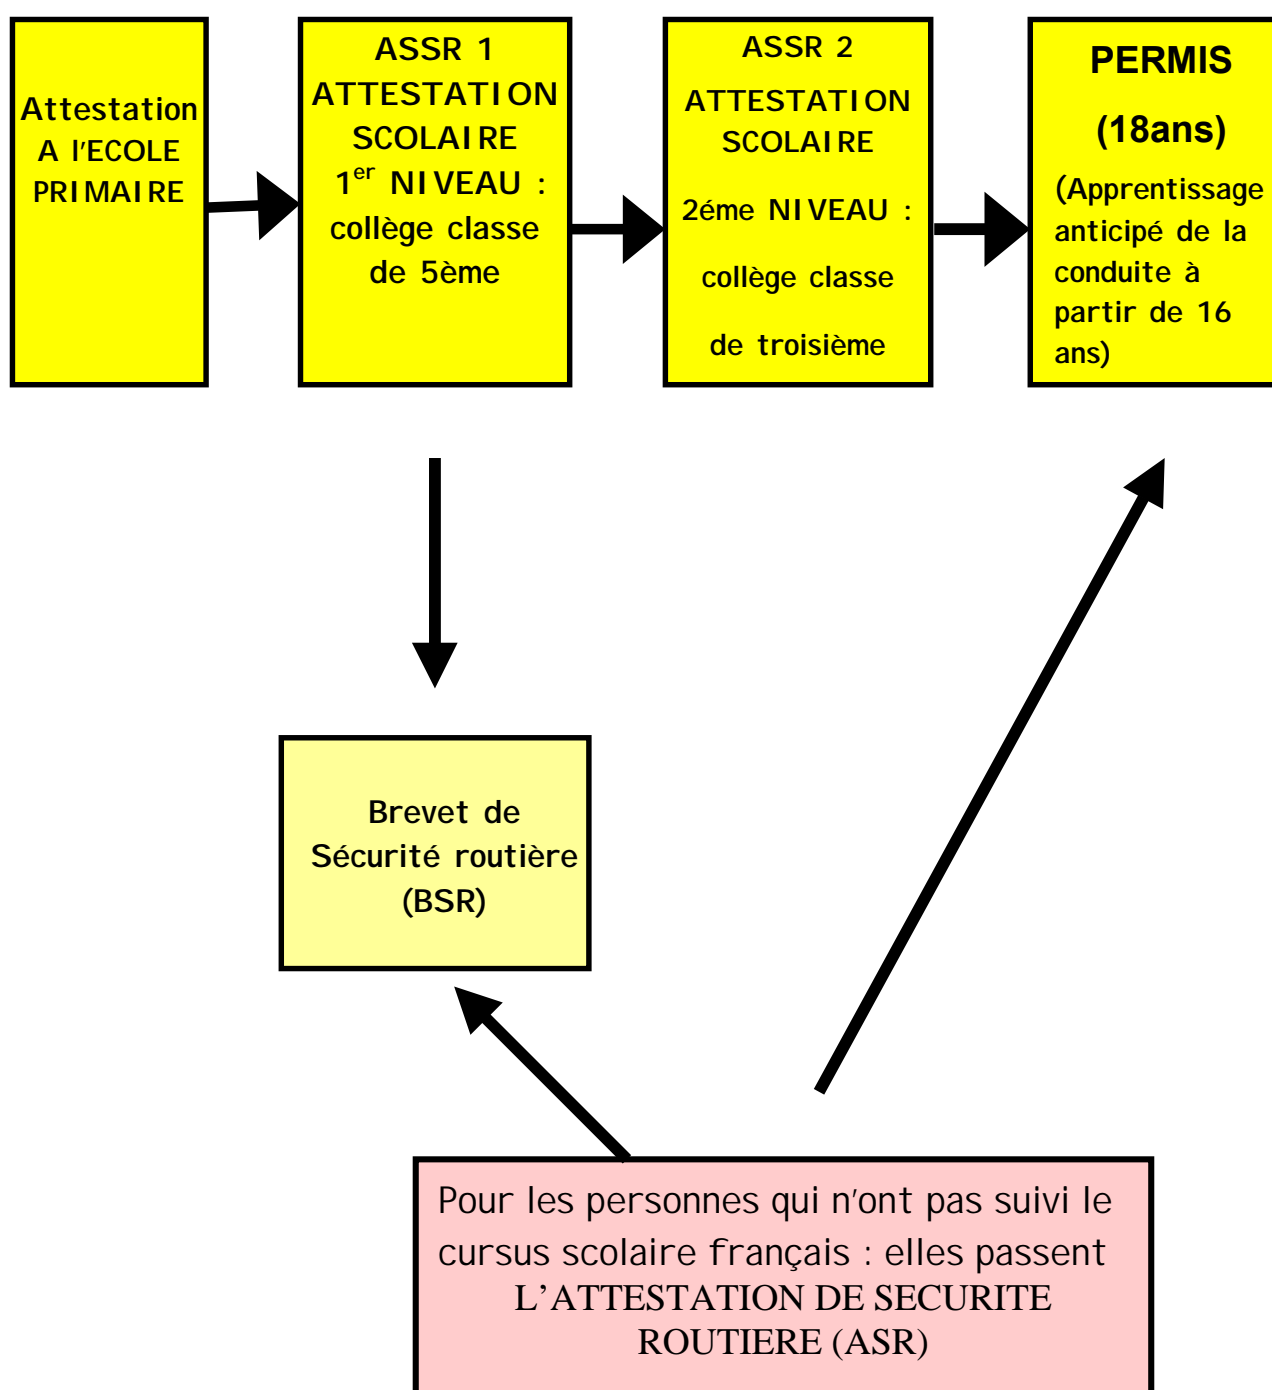 Attestation
A l'ECOLE
PRIMAIRE
ASSR 1
ATTESTATION
SCOLAIRE
1er NIVEAU :
collège classe
de 5ème
ASSR 2
ATTESTATION
SCOLAIRE
2éme NIVEAU :
collège classe
de troisième
PERMIS
(18ans)
(Apprentissage
anticipé de la
conduite à
partir de 16
ans)
Brevet de
Sécurité routière
(BSR)
Pour les personnes qui n'ont pas suivi le
cursus scolaire français : elles passent
L’ATTESTATION DE SECURITE
ROUTIERE (ASR)